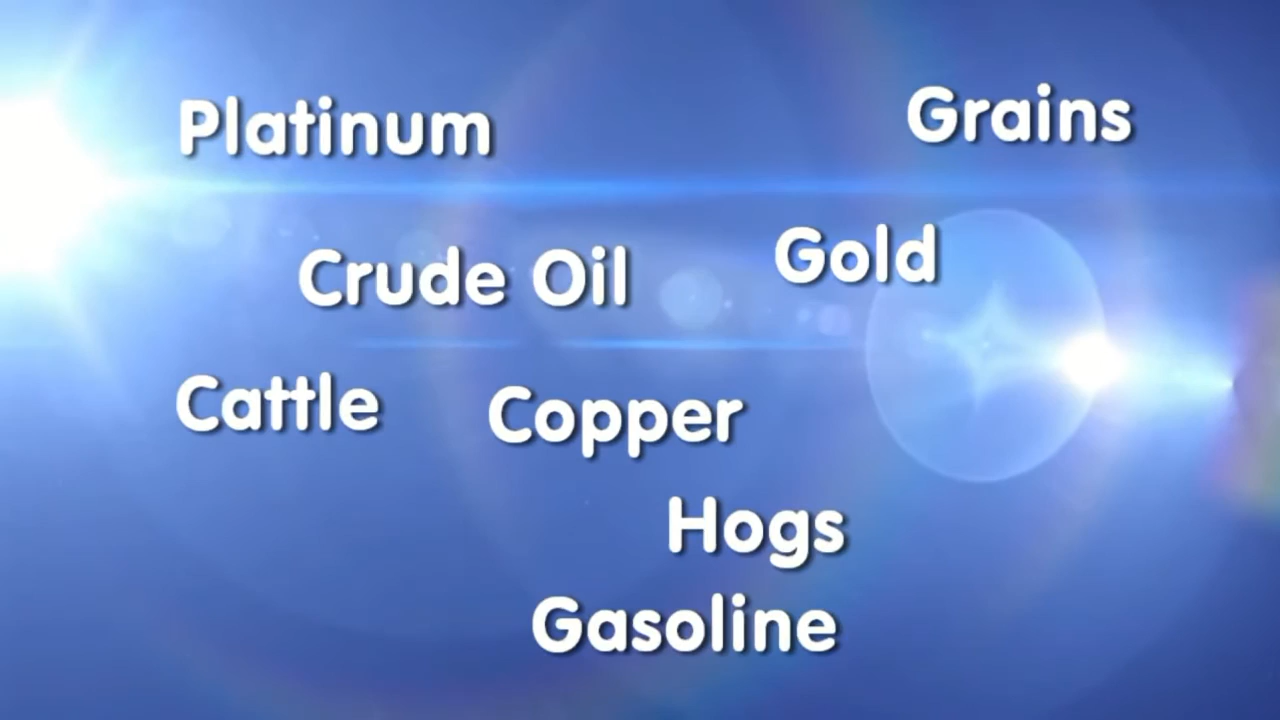 Platinum
Grains
Crude Oil
Gold
Cattle
Copper
Hogs
Gasoline